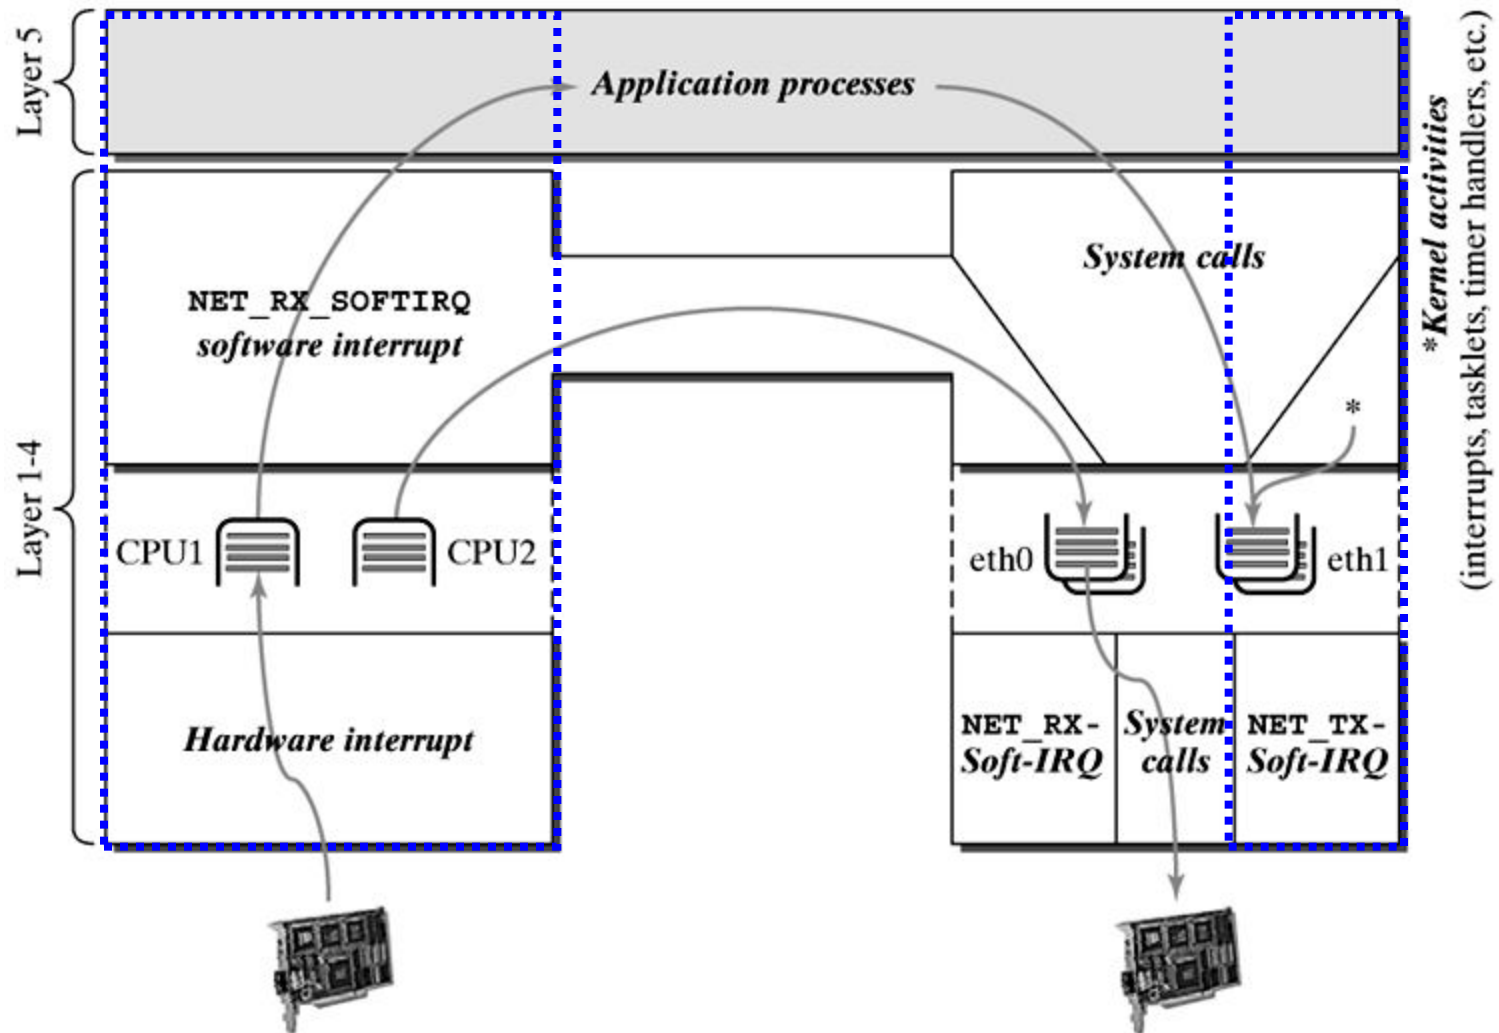 Layer 5
Application processes
*Kernel activities
(interrupts, tasklets, timer handlers, etc.)
Layer 1-4
NET_RX_SOFTIRQ
software interrupt
System calls
*
CPU1
CPU2
eth0
eth1
Hardware interrupt
NET_RX-
Soft-IRQ
System
calls
NET_TX-
Soft-IRQ